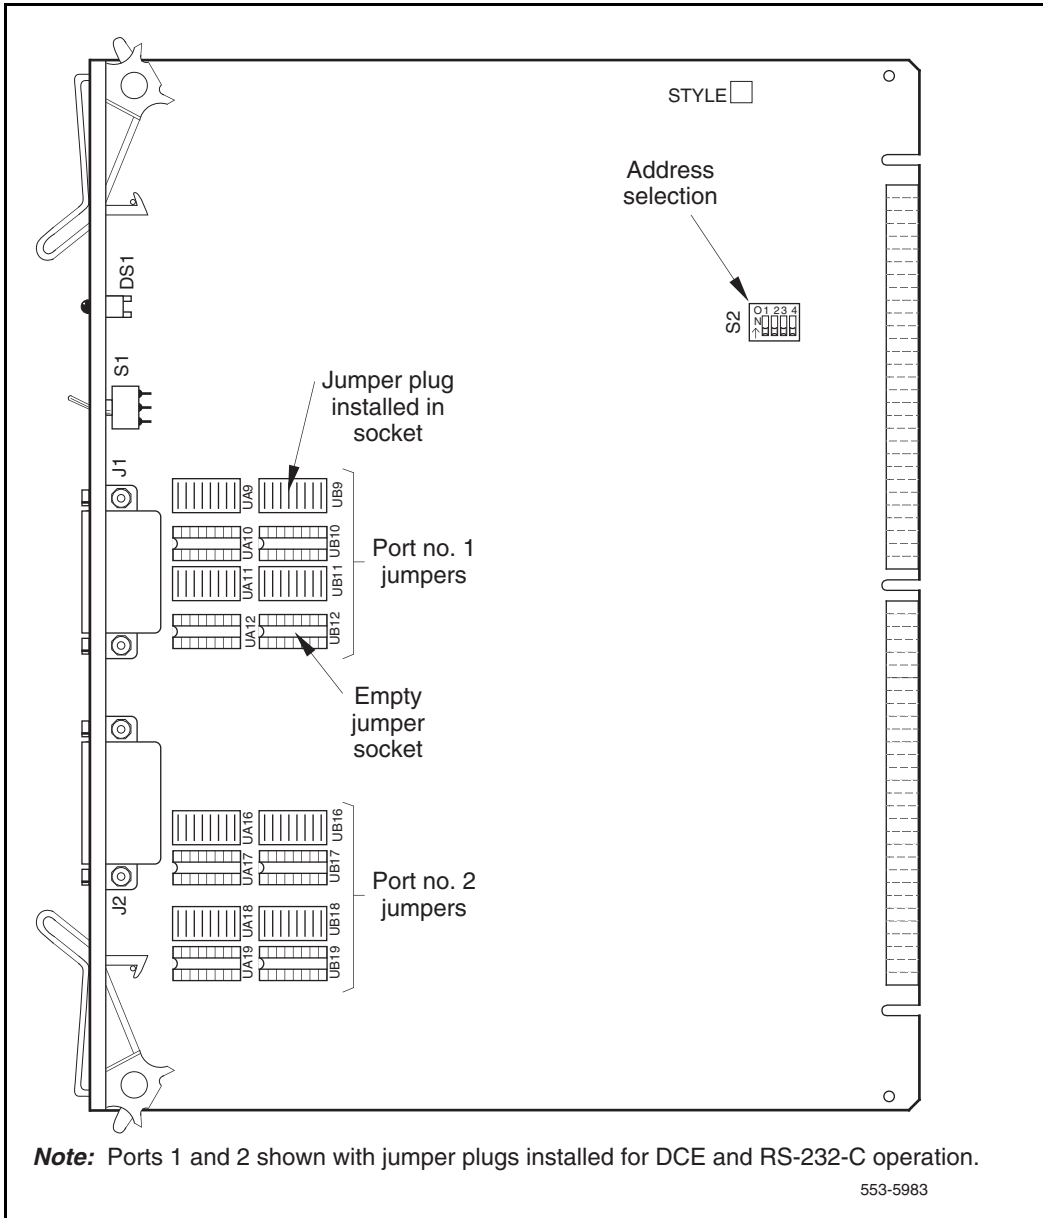 STYLE
Address
selection
DS1
S2
O 1 2 3 4
N
S1
Jumper plug
installed in
socket
J1
UA9
UB9
UA10
UB10
Port no. 1
jumpers
UA11
UB11
UA12
UB12
Empty
jumper
socket
UA16
UB16
UA17
UB17
Port no. 2
jumpers
J2
UA18
UB18
UA19
UB19
Note: Ports 1 and 2 shown with jumper plugs installed for DCE and RS-232-C operation.
553-5983